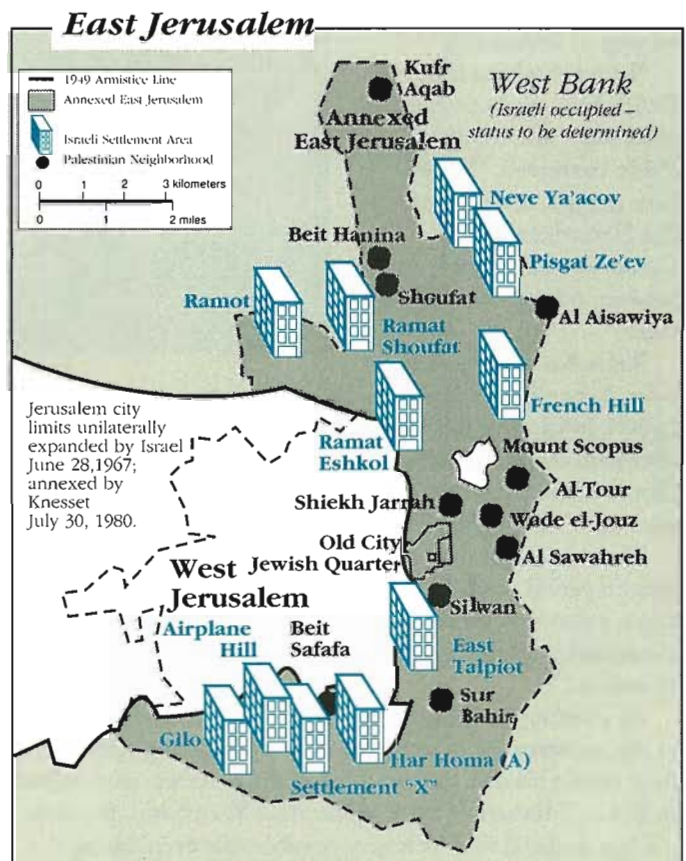 East Jerusalem
1949 Armistice Line
Annexed East Jerusalem
Israeli Settlement Area
Palestinian Neighborhood
0 1 2 3 kilometers
0 1 2 miles
West Bank
(Israeli occupied –
status to be determined)
Kufr
Aqab
Annexed
East Jerusalem
Neve Ya'acov
Beit Hanina
Pisgat Ze'ev
Shoufat
Ramot
Ramat
Shoufat
Al Aisawiya
French Hill
Jerusalem city
limits unilaterally
expanded by Israel
June 28,1967;
annexed by
Knesset
July 30, 1980.
Ramat
Eshkol
Mount Scopus
Al-Tour
Shiekh Jarrah
Wade el-Jouz
Old City
Jewish Quarter
Al Sawahreh
West
Jerusalem
Silwan
Airplane
Hill
Beit
Safafa
East
Talpiot
Sur
Bahir
Gilo
Har Homa (A)
Settlement "X"